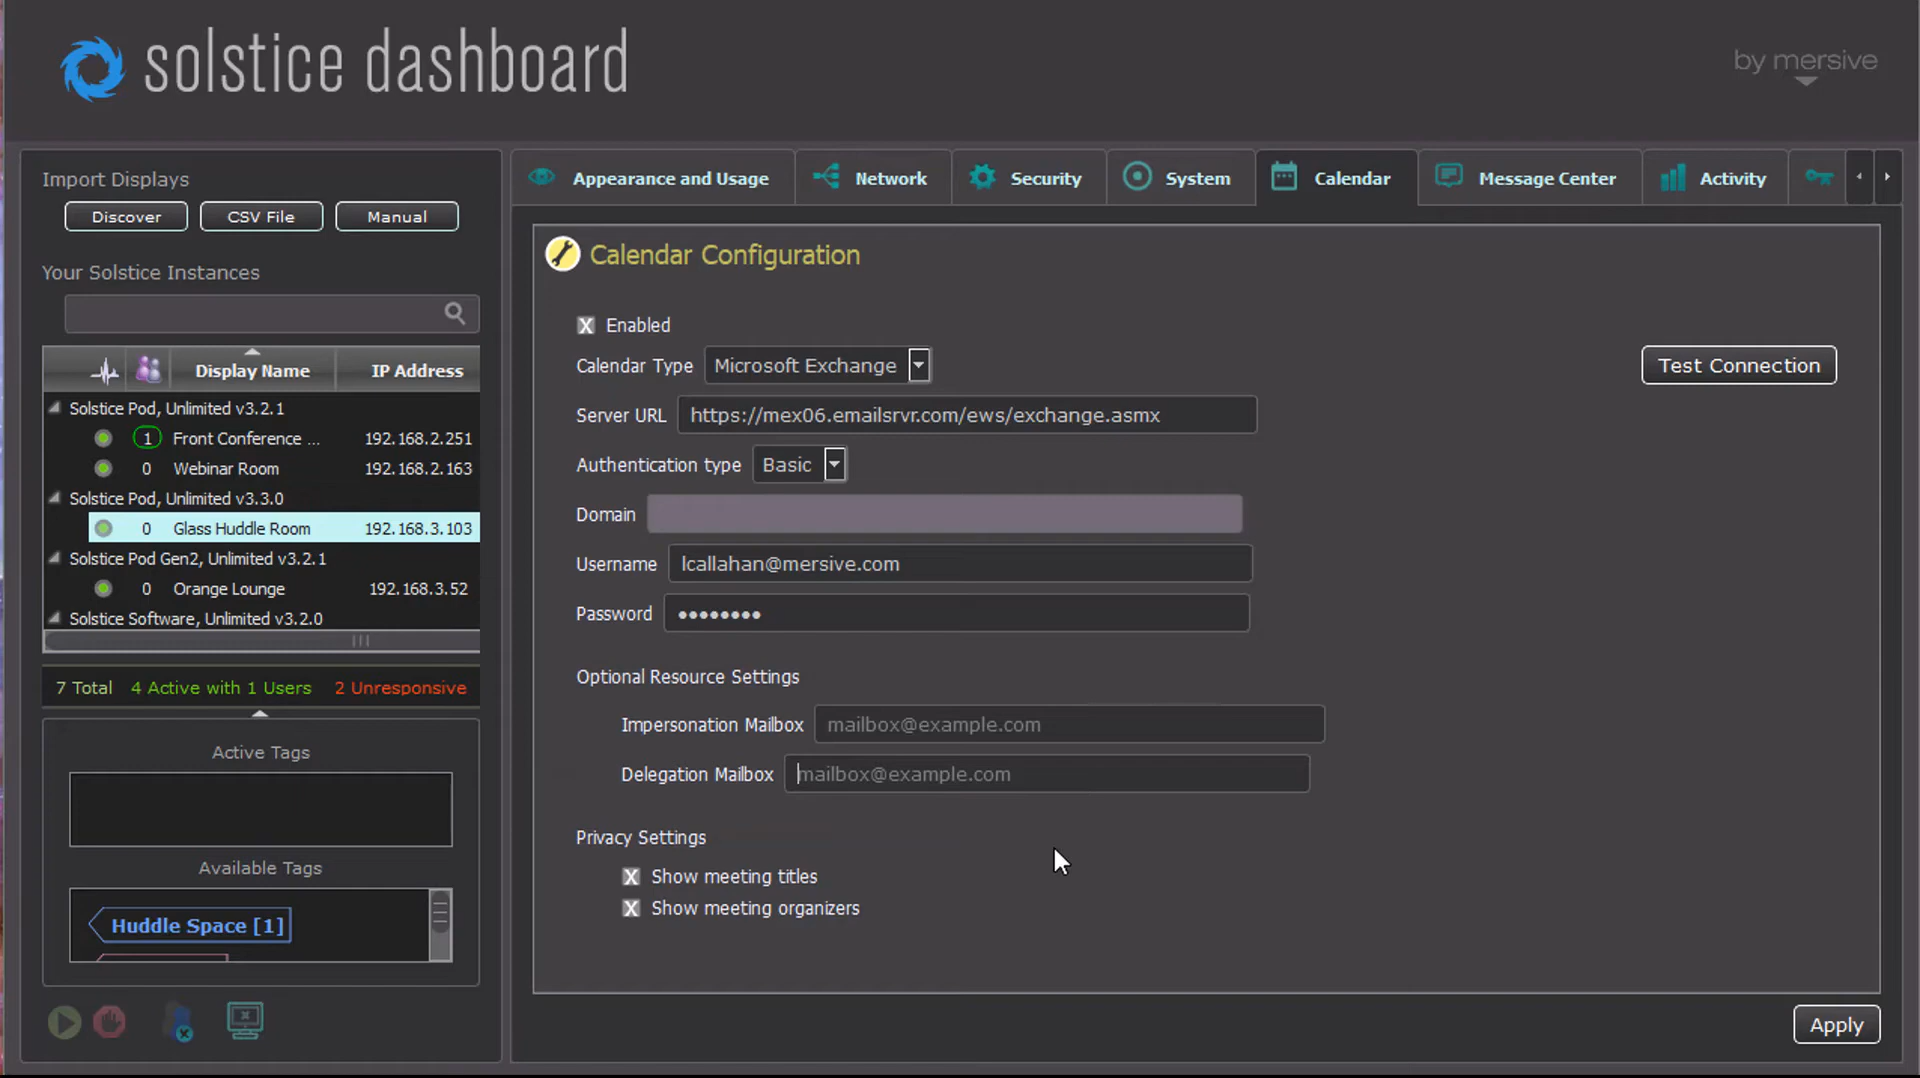 solstice dashboard
by mersive
Import Displays
Discover
CSV File
Manual
Your Solstice Instances
Display Name
IP Address
Solstice Pod, Unlimited v3.2.1
1 Front Conference ... 192.168.2.251
0 Webinar Room 192.168.2.163
Solstice Pod, Unlimited v3.3.0
0 Glass Huddle Room 192.168.3.103
Solstice Pod Gen2, Unlimited v3.2.1
0 Orange Lounge 192.168.3.52
Solstice Software, Unlimited v3.2.0
7 Total 4 Active with 1 Users 2 Unresponsive
Active Tags
Available Tags
Huddle Space [1]
Appearance and Usage
Network
Security
System
Calendar
Message Center
Activity
Calendar Configuration
X Enabled
Calendar Type Microsoft Exchange
Test Connection
Server URL https://mex06.emailsrvr.com/ews/exchange.asmx
Authentication type Basic
Domain
Username lcallahan@mersive.com
Password ••••••••
Optional Resource Settings
Impersonation Mailbox mailbox@example.com
Delegation Mailbox mailbox@example.com
Privacy Settings
X Show meeting titles
X Show meeting organizers
Apply